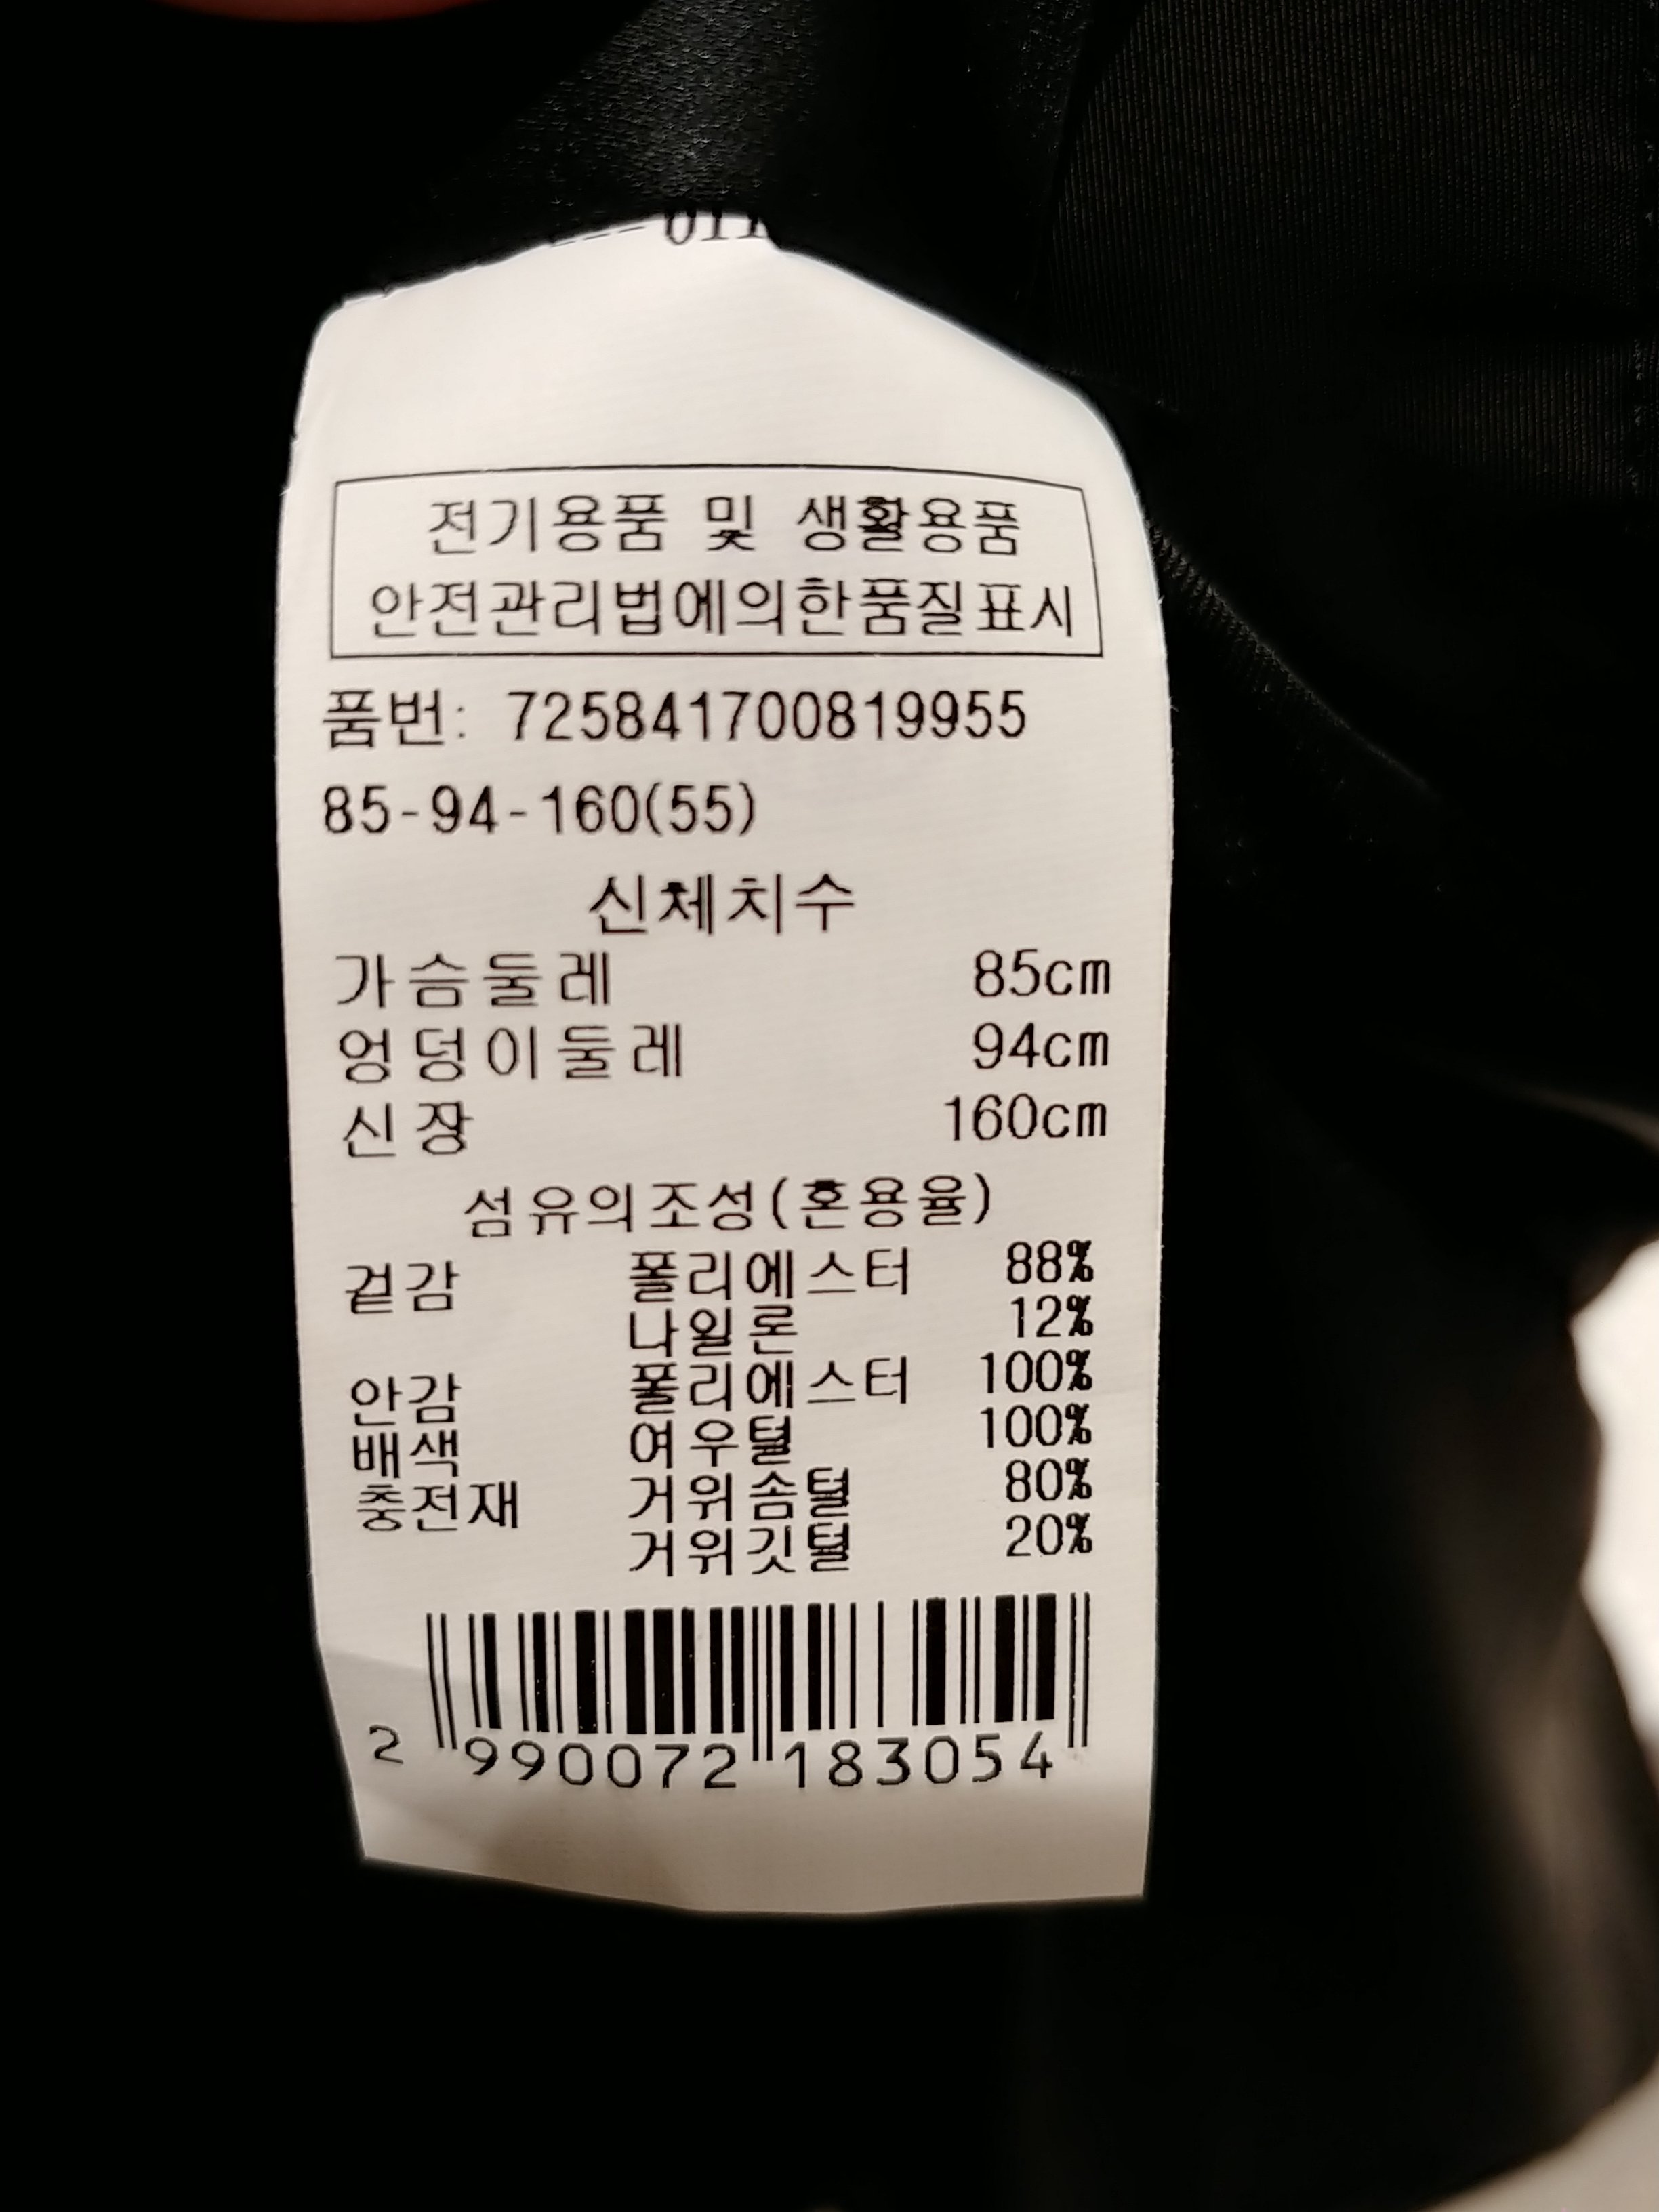 전기용품 및 생활용품
안전관리법에의한품질표시
품번: 725841700819955
85-94-160(55)
신체치수
가슴둘레 85cm
엉덩이둘레 94cm
신장 160cm
섬유의조성(혼용율)
겉감 폴리에스터 88%
나일론 12%
안감 폴리에스터 100%
배색 여우털 100%
충전재 거위솜털 80%
거위깃털 20%
2 990072 183054